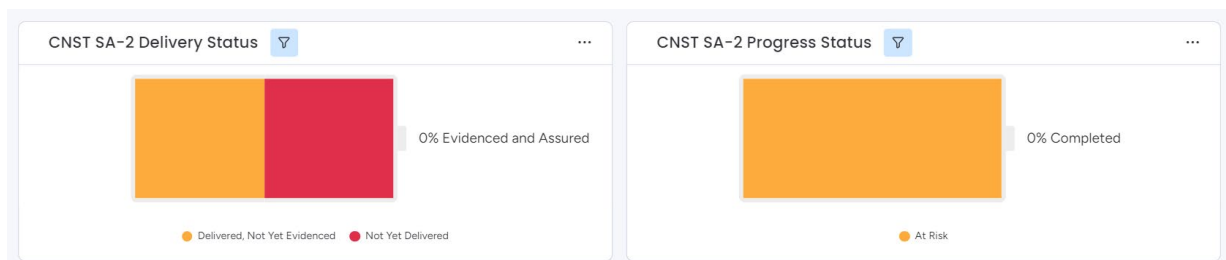 CNST SA-2 Delivery Status
...
0% Evidenced and Assured
Delivered, Not Yet Evidenced
Not Yet Delivered
CNST SA-2 Progress Status
...
0% Completed
At Risk